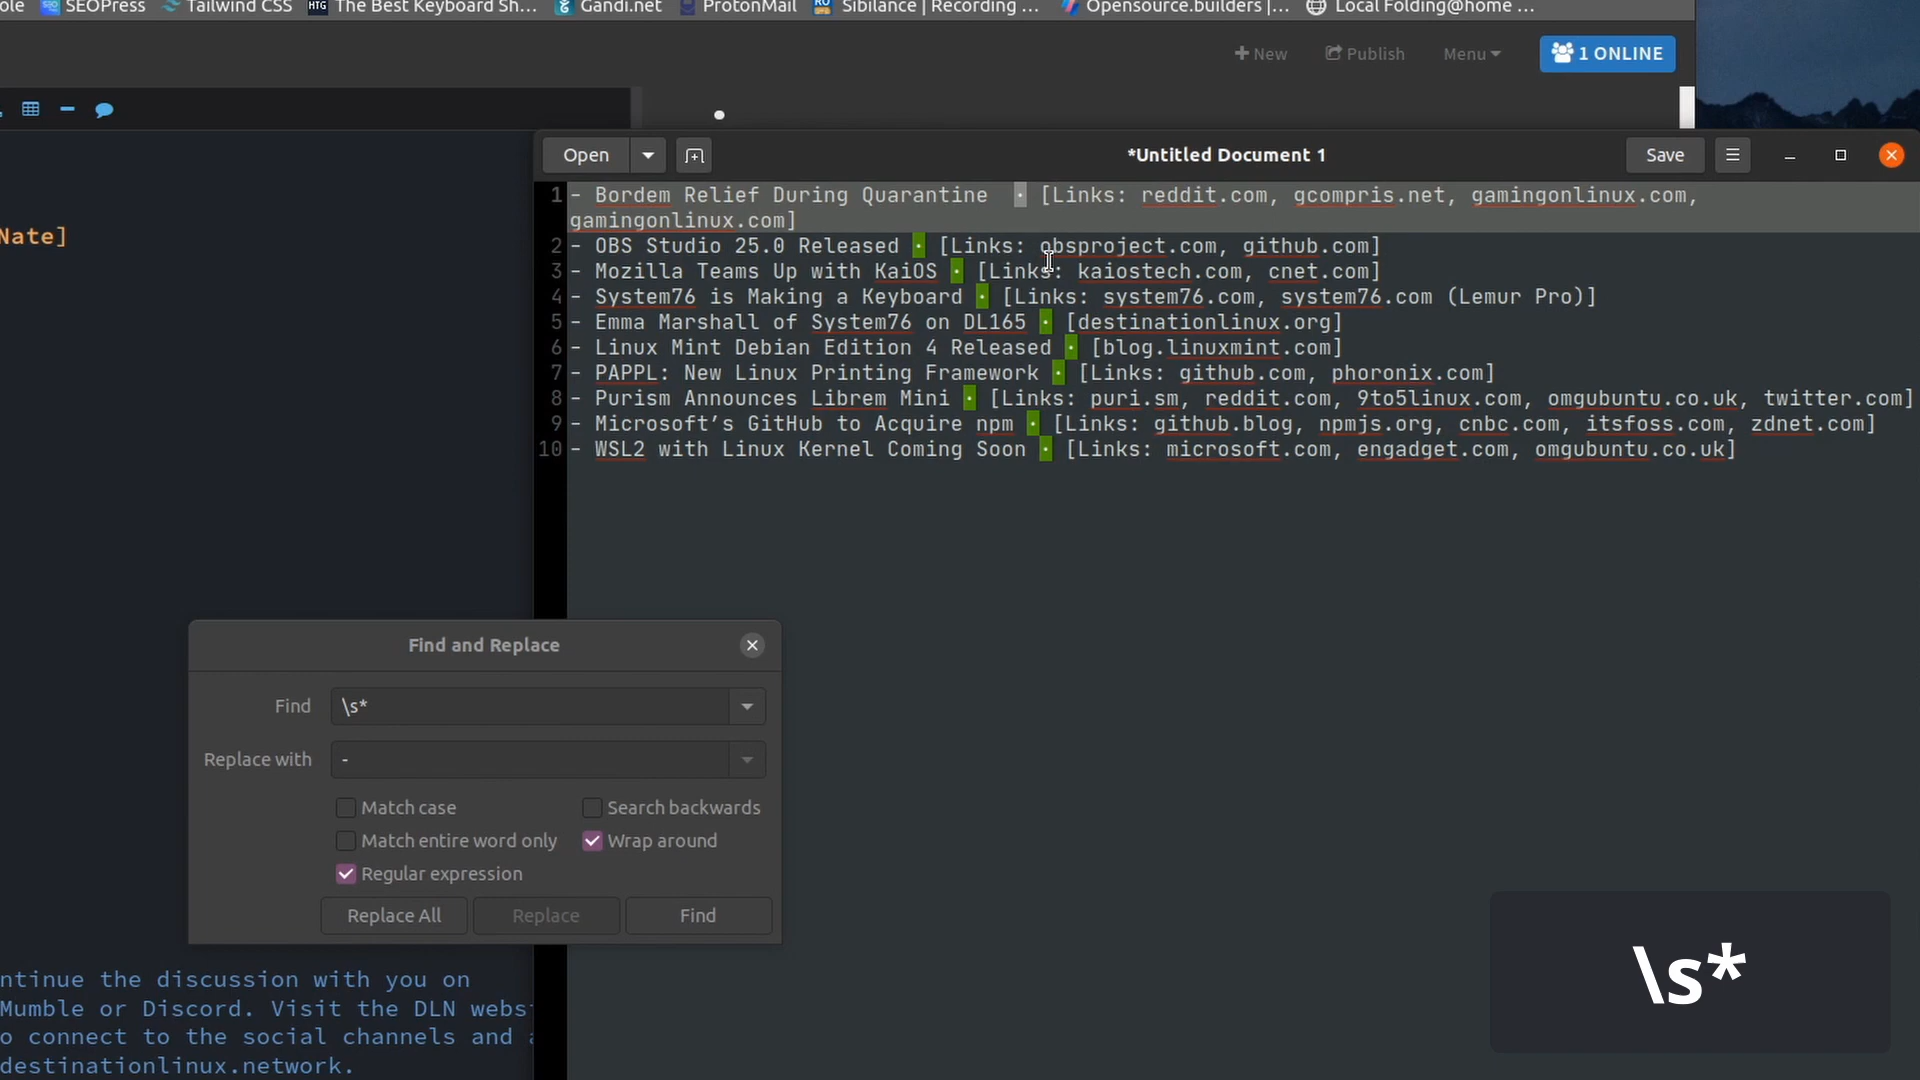 ole SEOPress Tailwind CSS HTG The Best Keyboard Sh... Gandi.net ProtonMail Sibilance | Recording ... Opensource.builders |... Local Folding@home ...
New Publish Menu 1 ONLINE
Open *Untitled Document 1 Save
Nate]
1 - Bordem Relief During Quarantine · [Links: reddit.com, gcompris.net, gamingonlinux.com,
gamingonlinux.com]
2 - OBS Studio 25.0 Released · [Links: obsproject.com, github.com]
3 - Mozilla Teams Up with KaiOS · [Links: kaiostech.com, cnet.com]
4 - System76 is Making a Keyboard · [Links: system76.com, system76.com (Lemur Pro)]
5 - Emma Marshall of System76 on DL165 · [destinationlinux.org]
6 - Linux Mint Debian Edition 4 Released · [blog.linuxmint.com]
7 - PAPPL: New Linux Printing Framework · [Links: github.com, phoronix.com]
8 - Purism Announces Librem Mini · [Links: puri.sm, reddit.com, 9to5linux.com, omgubuntu.co.uk, twitter.com]
9 - Microsoft’s GitHub to Acquire npm · [Links: github.blog, npmjs.org, cnbc.com, itsfoss.com, zdnet.com]
10 - WSL2 with Linux Kernel Coming Soon · [Links: microsoft.com, engadget.com, omgubuntu.co.uk]
Find and Replace
Find \s*
Replace with -
Match case Search backwards
Match entire word only Wrap around
Regular expression
Replace All Replace Find
\s*
ntinue the discussion with you on
Mumble or Discord. Visit the DLN webs
o connect to the social channels and
destinationlinux.network.